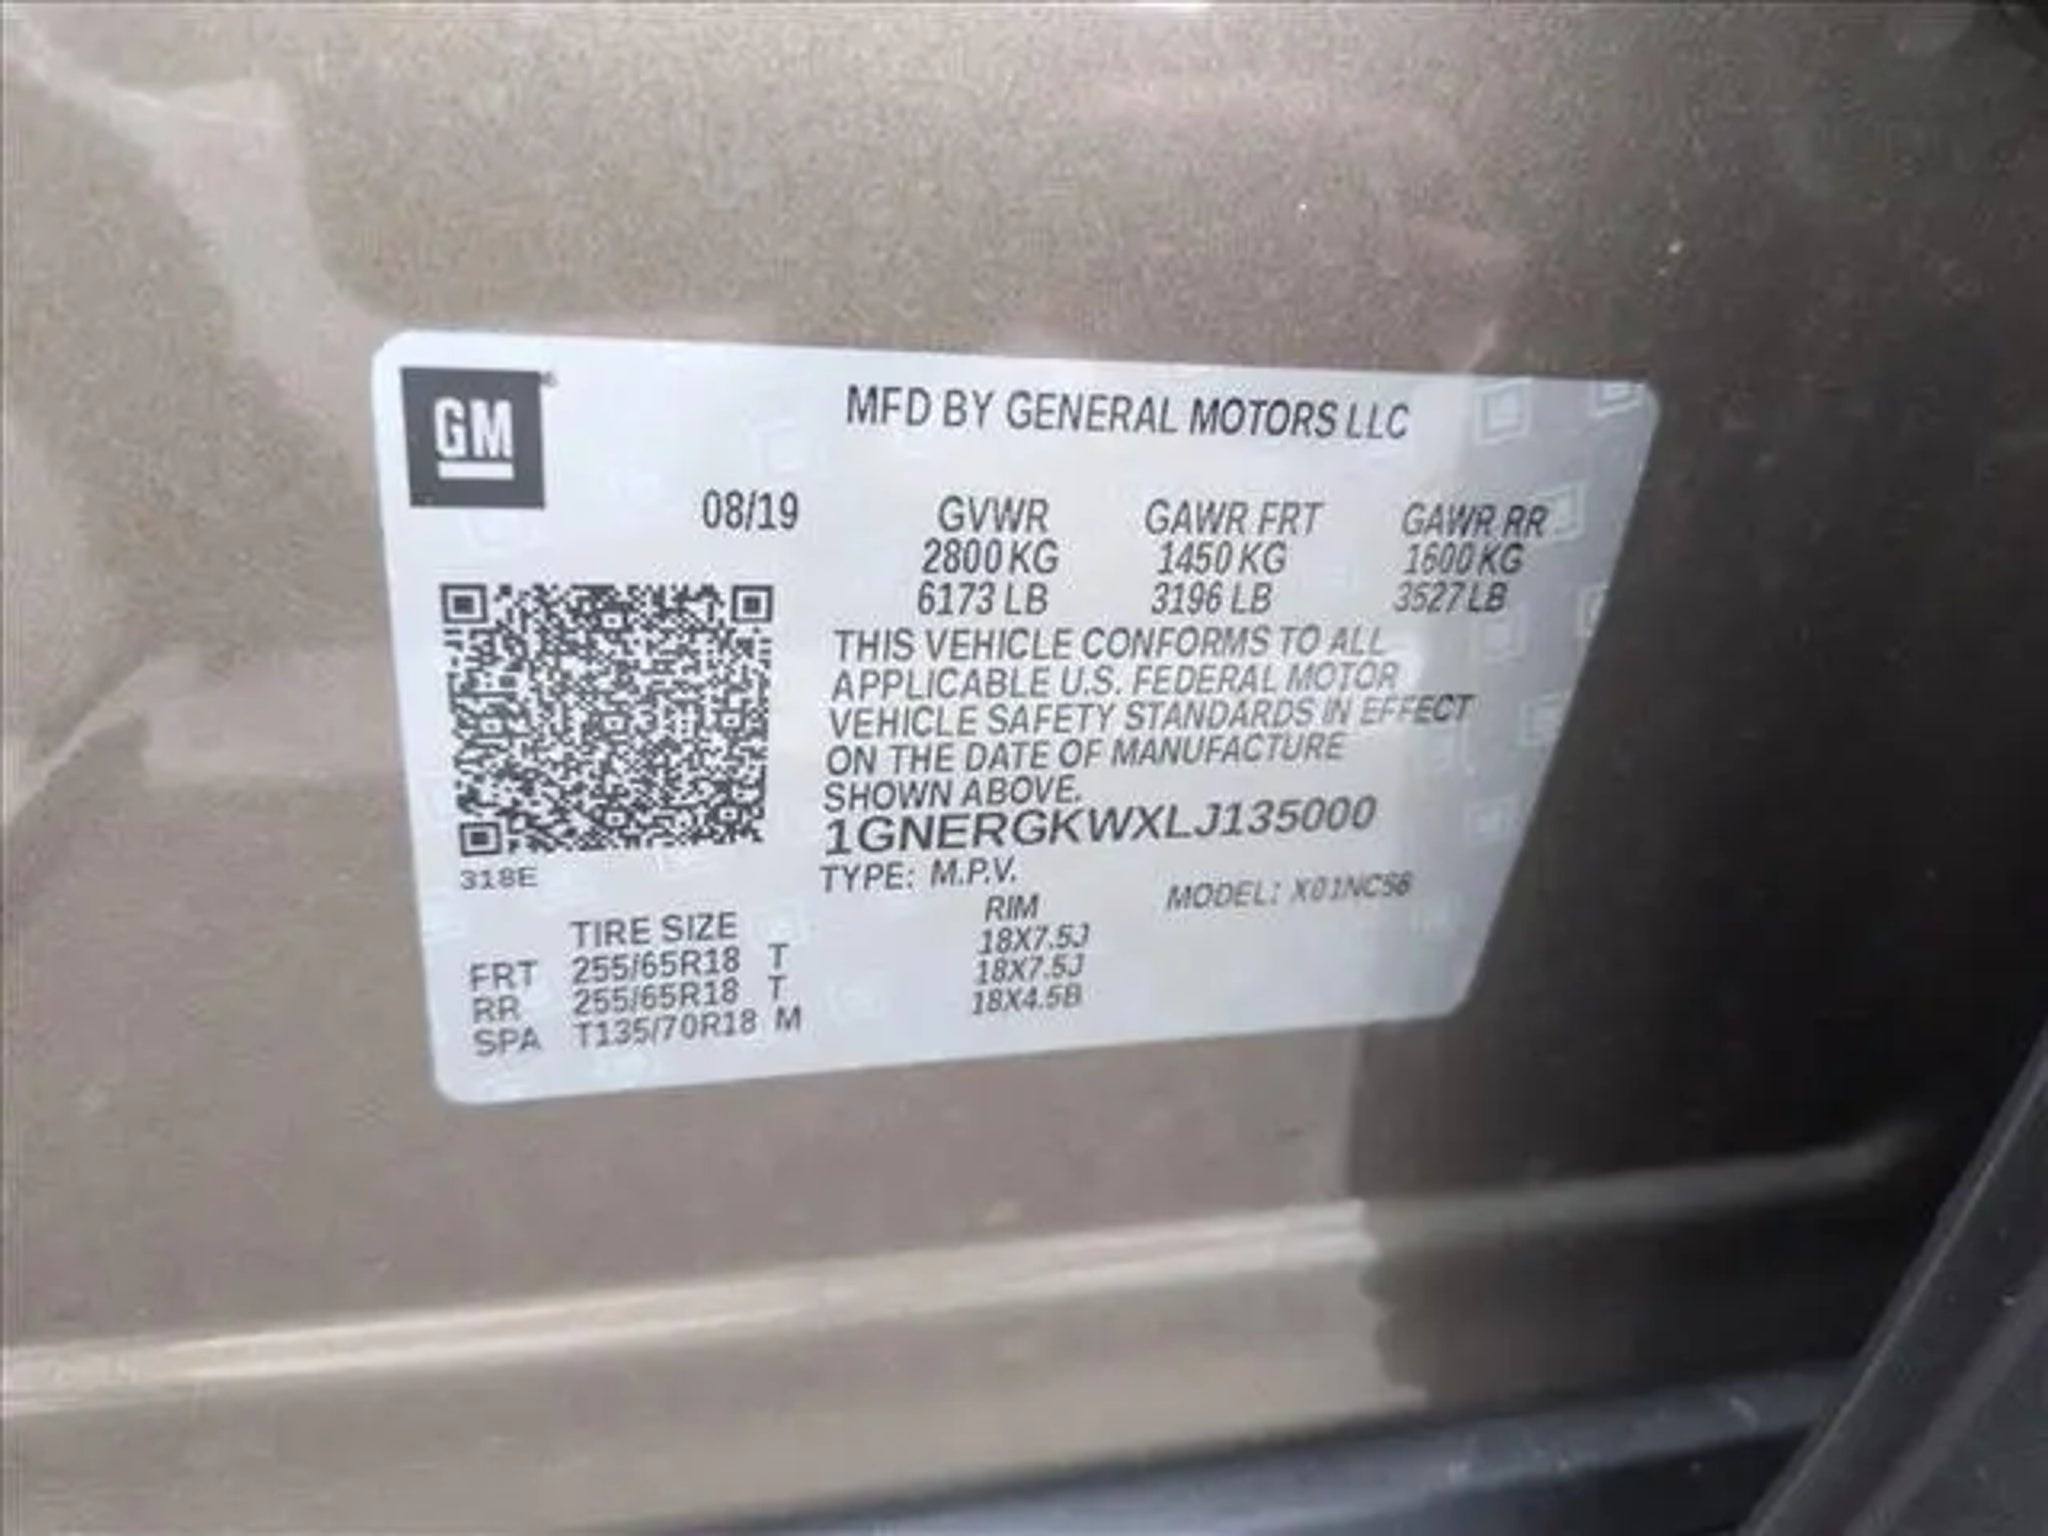 GM
MFD BY GENERAL MOTORS LLC
08/19 GVWR GAWR FRT GAWR RR
2800 KG 1450 KG 1600 KG
6173 LB 3196 LB 3527 LB
THIS VEHICLE CONFORMS TO ALL
APPLICABLE U.S. FEDERAL MOTOR
VEHICLE SAFETY STANDARDS IN EFFECT
ON THE DATE OF MANUFACTURE
SHOWN ABOVE.
1GNERGKWXLJ135000
318E
TYPE: M.P.V. MODEL: X01NC56
TIRE SIZE RIM
FRT 255/65R18 T 18X7.5J
RR 255/65R18 T 18X7.5J
SPA T135/70R18 M 18X4.5B